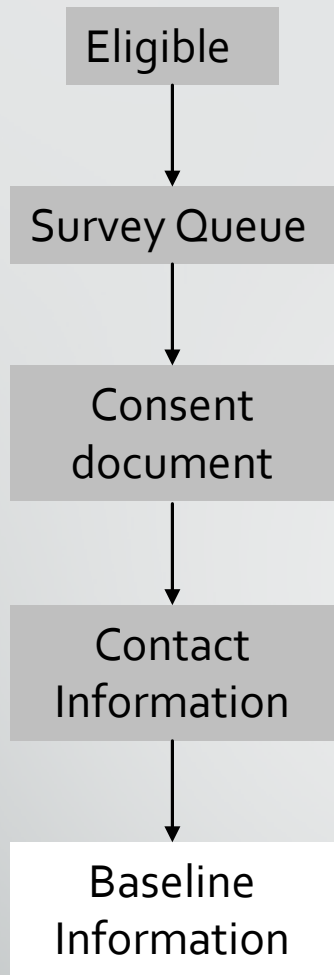 Eligible
Survey Queue
Consent
document
Contact
Information
Baseline
Information